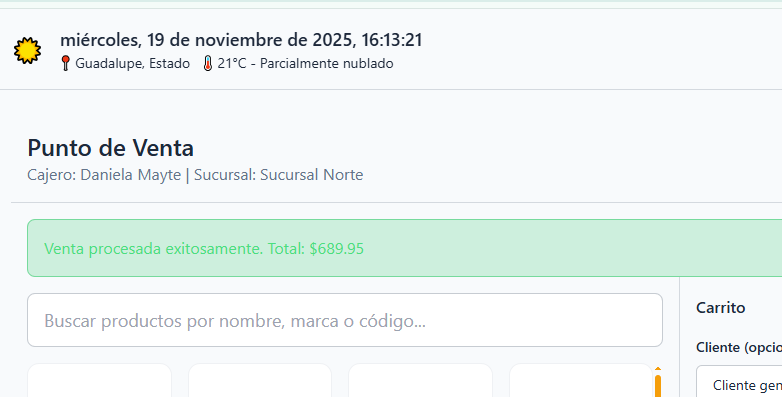 miércoles, 19 de noviembre de 2025, 16:13:21
Guadalupe, Estado 21°C - Parcialmente nublado
Punto de Venta
Cajero: Daniela Mayte | Sucursal: Sucursal Norte
Venta procesada exitosamente. Total: $689.95
Buscar productos por nombre, marca o código...
Carrito
Cliente (opcio
Cliente gen